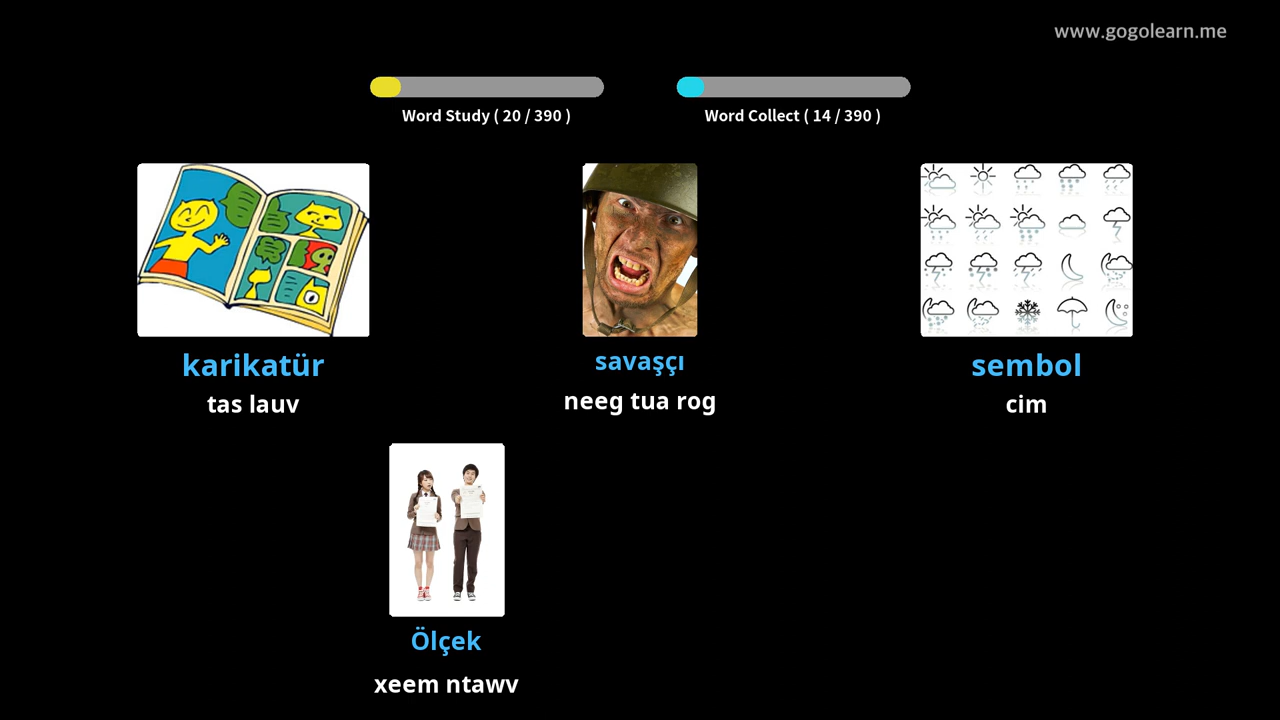 www.gogolearn.me
Word Study ( 20 / 390 )
Word Collect ( 14 / 390 )
karikatür
tas lauv
savaşçı
neeg tua rog
sembol
cim
Ölçek
xeem ntawv